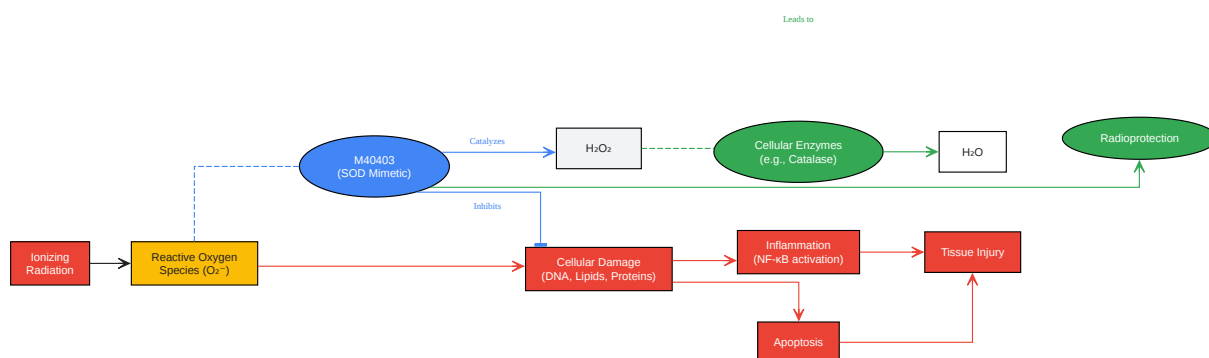 Leads to
Catalyzes
M40403
(SOD Mimetic)
H₂O₂
Cellular Enzymes
(e.g., Catalase)
H₂O
Radioprotection
Inhibits
Ionizing
Radiation
Reactive Oxygen
Species (O₂⁻)
Cellular Damage
(DNA, Lipids, Proteins)
Inflammation
(NF-κB activation)
Tissue Injury
Apoptosis